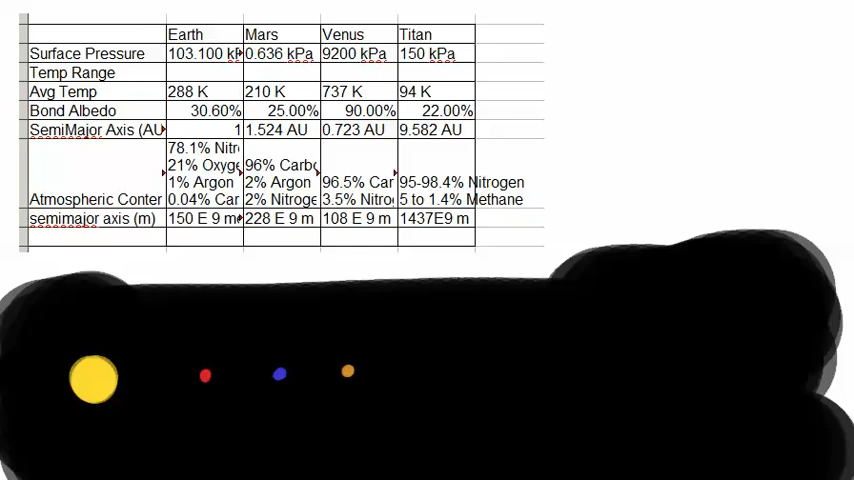 Earth Mars Venus Titan
Surface Pressure 103.100 kP 0.636 kPa 9200 kPa 150 kPa
Temp Range
Avg Temp 288 K 210 K 737 K 94 K
Bond Albedo 30.60% 25.00% 90.00% 22.00%
SemiMajor Axis (AU 1 1.524 AU 0.723 AU 9.582 AU
78.1% Nitr
21% Oxyge 96% Carbo
1% Argon 2% Argon 96.5% Car 95-98.4% Nitrogen
Atmospheric Conter 0.04% Car 2% Nitroge 3.5% Nitro 5 to 1.4% Methane
semimajor axis (m) 150 E 9 m 228 E 9 m 108 E 9 m 1437E9 m